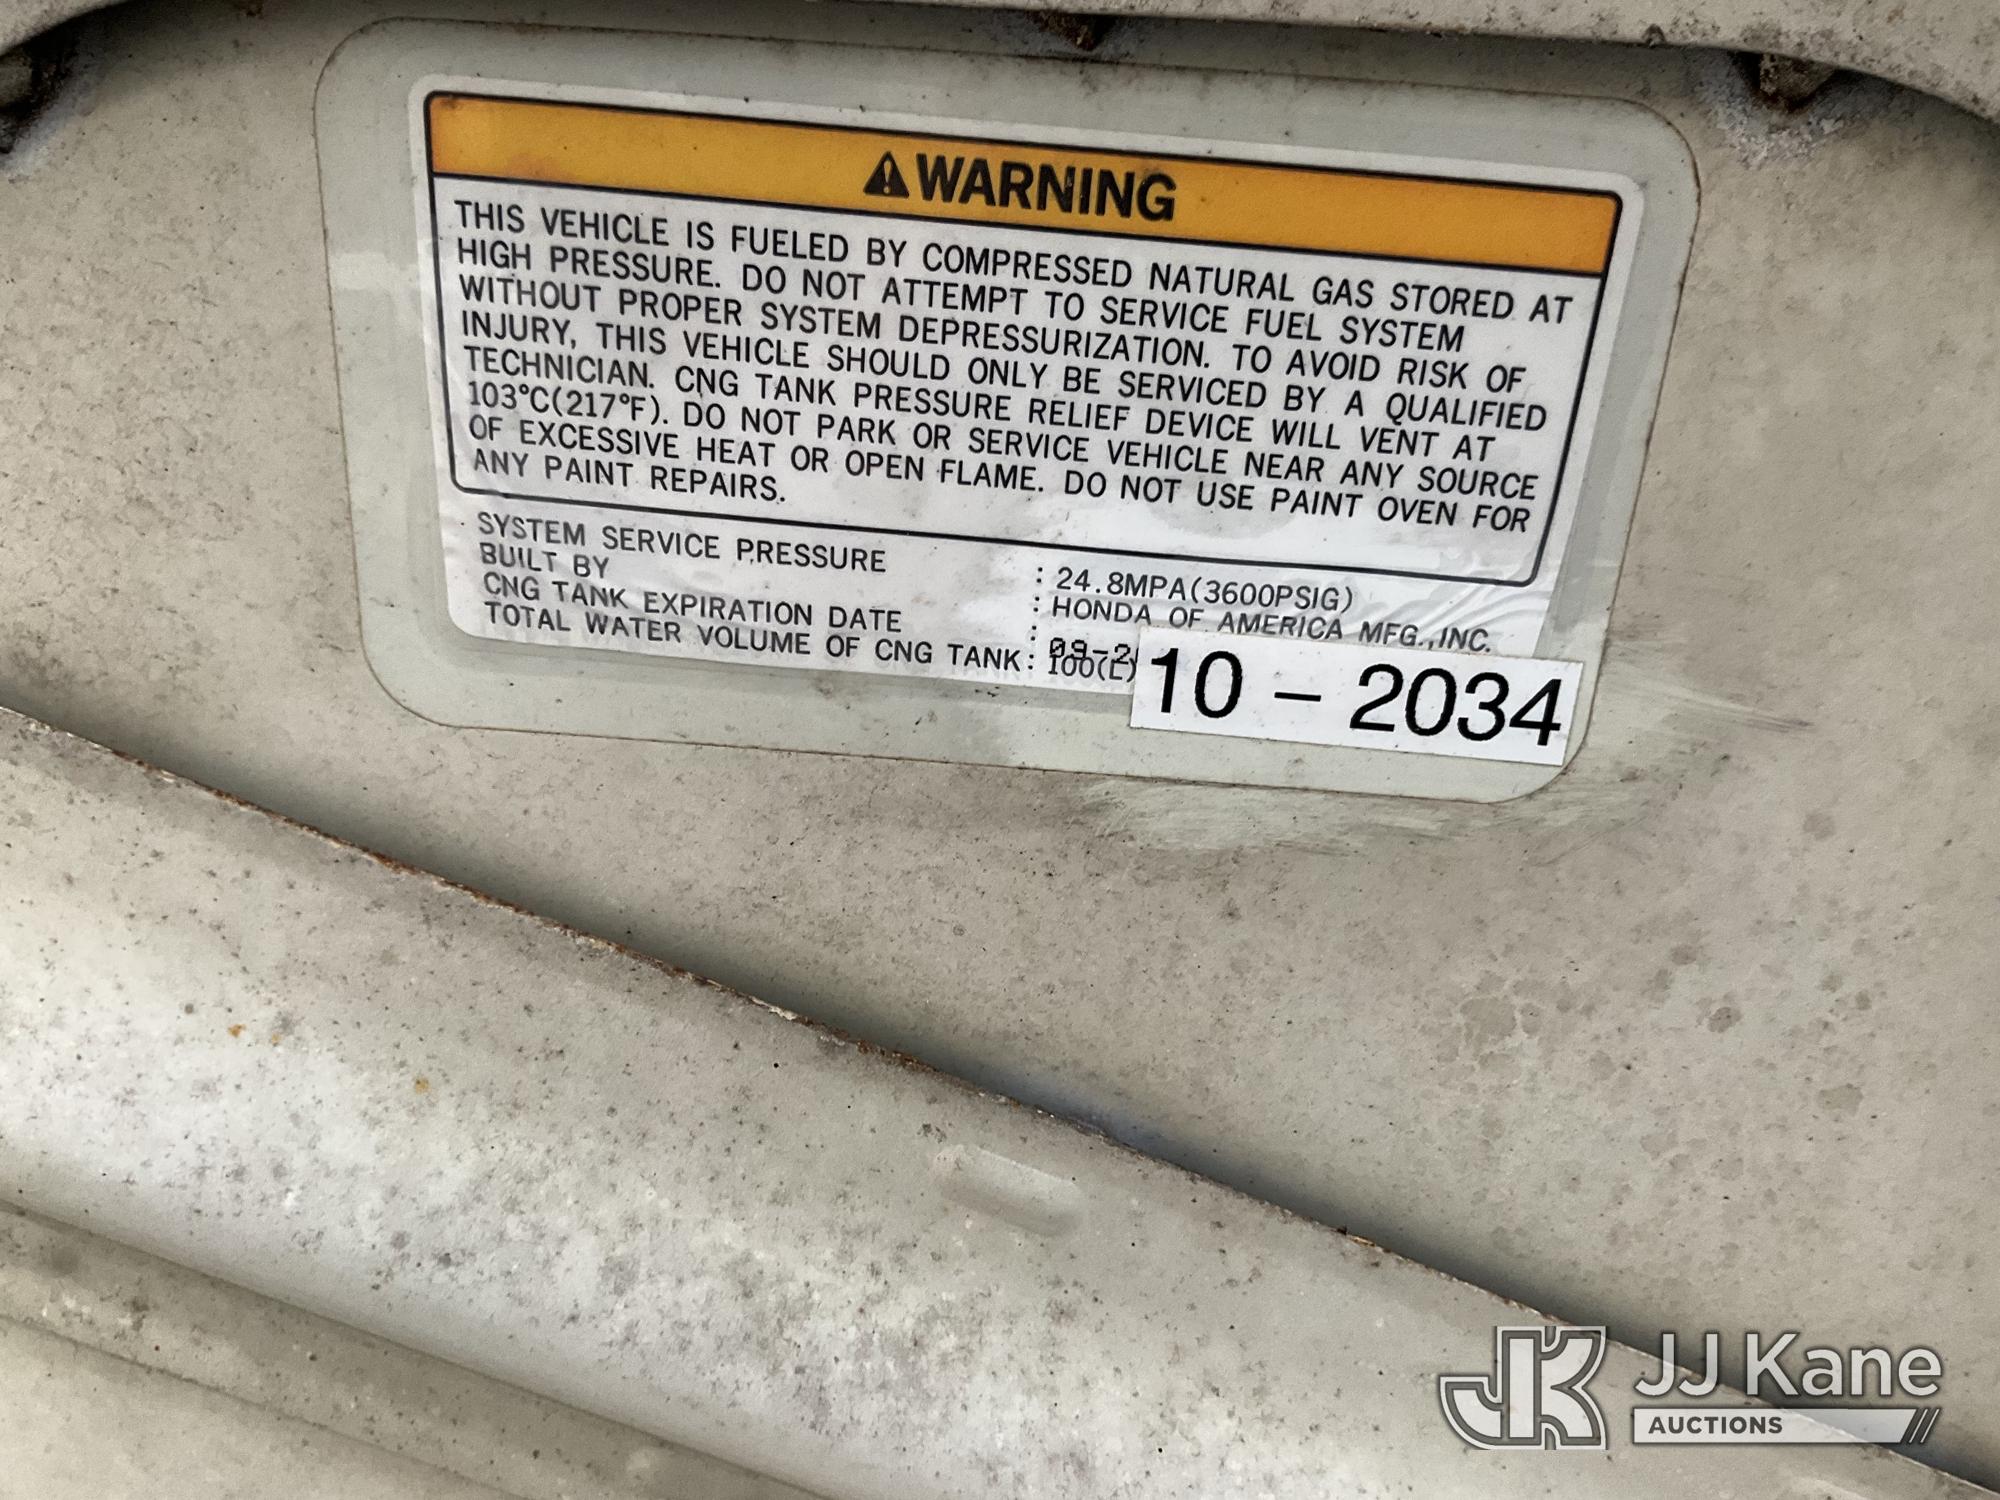 WARNING
THIS VEHICLE IS FUELED BY COMPRESSED NATURAL GAS STORED AT
HIGH PRESSURE. DO NOT ATTEMPT TO SERVICE FUEL SYSTEM
WITHOUT PROPER SYSTEM DEPRESSURIZATION. TO AVOID RISK OF
INJURY, THIS VEHICLE SHOULD ONLY BE SERVICED BY A QUALIFIED
TECHNICIAN. CNG TANK PRESSURE RELIEF DEVICE WILL VENT AT
103°C(217°F). DO NOT PARK OR SERVICE VEHICLE NEAR ANY SOURCE
OF EXCESSIVE HEAT OR OPEN FLAME. DO NOT USE PAINT OVEN FOR
ANY PAINT REPAIRS.
SYSTEM SERVICE PRESSURE : 24.8MPA(3600PSIG)
BUILT BY : HONDA OF AMERICA MFG.,INC.
CNG TANK EXPIRATION DATE :
TOTAL WATER VOLUME OF CNG TANK: 100(L)
10 – 2034
JJ Kane
AUCTIONS